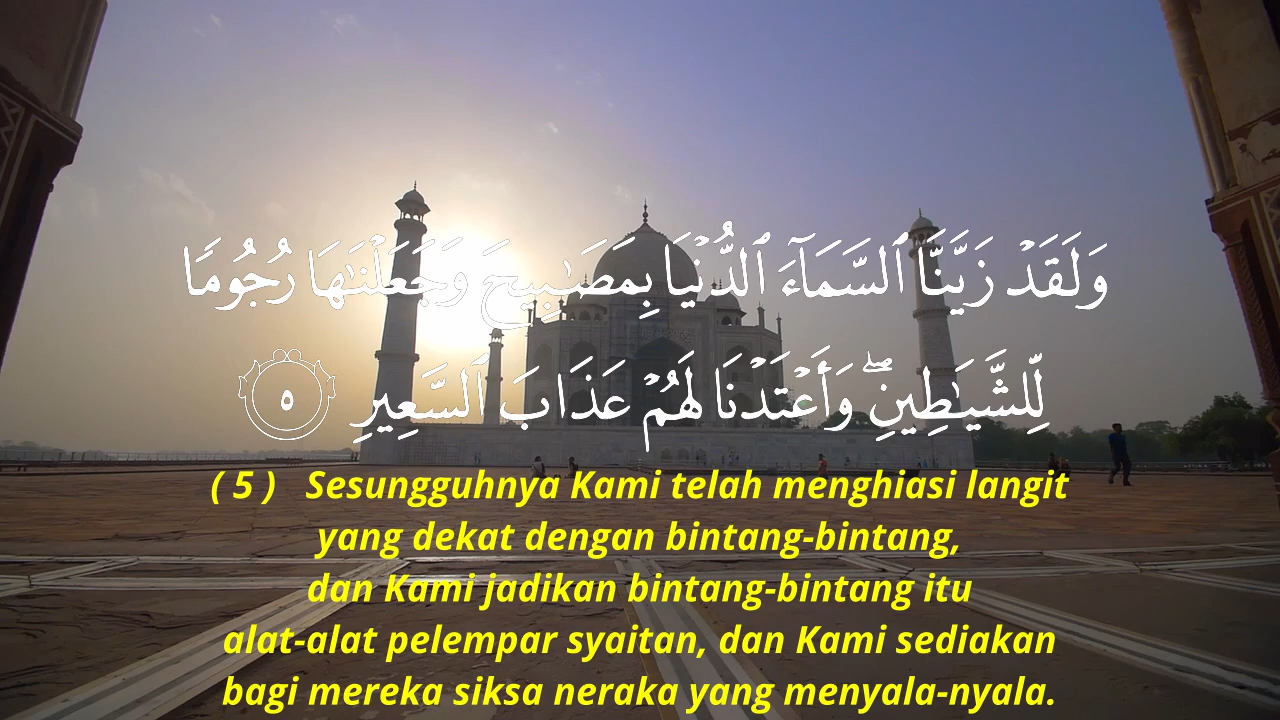 وَلَقَدْ زَيَّنَّا ٱلسَّمَآءَ ٱلدُّنْيَا بِمَصَٰبِيحَ وَجَعَلْنَٰهَا رُجُومًا
لِّلشَّيَٰطِينِ ۖ وَأَعْتَدْنَا لَهُمْ عَذَابَ ٱلسَّعِيرِ ٥
( 5 ) Sesungguhnya Kami telah menghiasi langit
yang dekat dengan bintang-bintang,
dan Kami jadikan bintang-bintang itu
alat-alat pelempar syaitan, dan Kami sediakan
bagi mereka siksa neraka yang menyala-nyala.